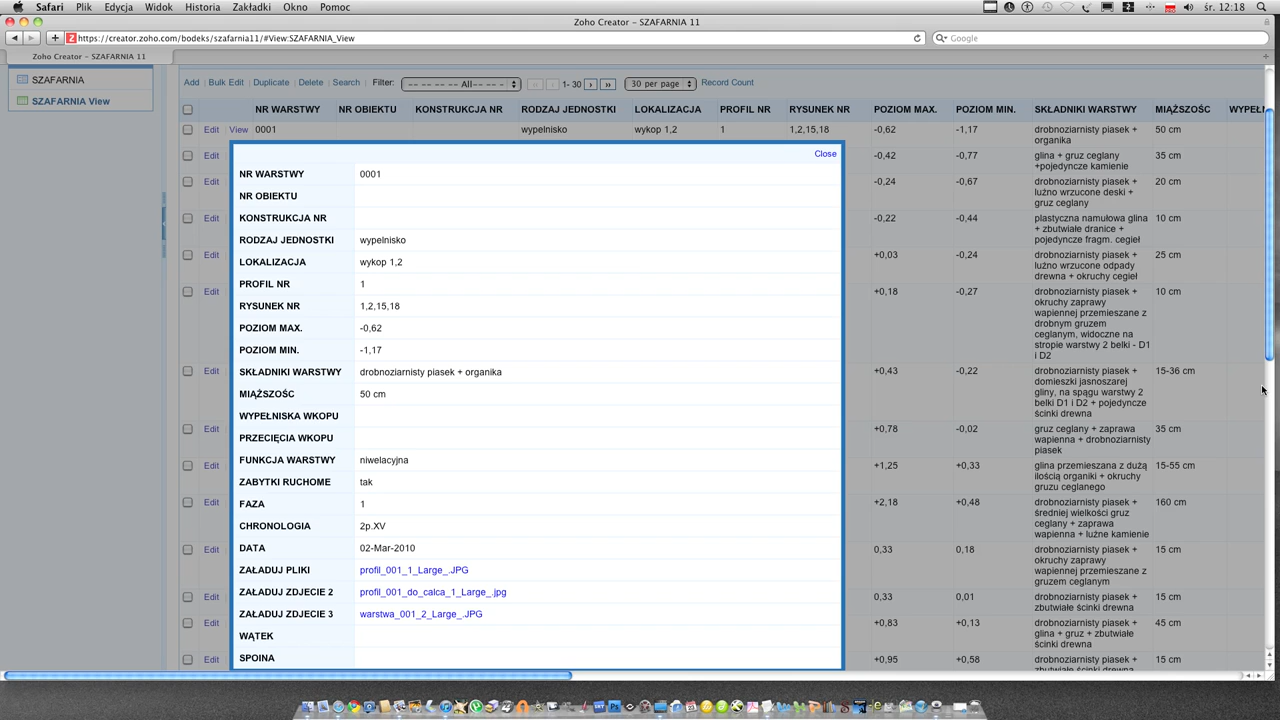 Safari Plik Edycja Widok Historia Zakładki Okno Pomoc
śr. 12:18
Zoho Creator – SZAFARNIA 11
https://creator.zoho.com/bodeks/szafarnia11/#View:SZAFARNIA_View
Google
Zoho Creator – SZAFARNIA 11
SZAFARNIA
SZAFARNIA View
Add | Bulk Edit | Duplicate | Delete | Search Filter: -- -- -- -- All-- -- - 1- 30 30 per page Record Count
NR WARSTWY NR OBIEKTU KONSTRUKCJA NR RODZAJ JEDNOSTKI LOKALIZACJA PROFIL NR RYSUNEK NR POZIOM MAX. POZIOM MIN. SKŁADNIKI WARSTWY MIĄŻSZOŚC
Edit | View 0001 wypelnisko wykop 1,2 1 1,2,15,18 -0,62 -1,17 drobnoziarnisty piasek + 50 cm
organika
Close
NR WARSTWY 0001
NR OBIEKTU
KONSTRUKCJA NR
RODZAJ JEDNOSTKI wypelnisko
LOKALIZACJA wykop 1,2
PROFIL NR 1
RYSUNEK NR 1,2,15,18
POZIOM MAX. -0,62
POZIOM MIN. -1,17
SKŁADNIKI WARSTWY drobnoziarnisty piasek + organika
MIĄŻSZOŚC 50 cm
WYPEŁNISKA WKOPU
PRZECIĘCIA WKOPU
FUNKCJA WARSTWY niwelacyjna
ZABYTKI RUCHOME tak
FAZA 1
CHRONOLOGIA 2p.XV
DATA 02-Mar-2010
ZAŁADUJ PLIKI profil_001_1_Large_.JPG
ZAŁADUJ ZDJECIE 2 profil_001_do_calca_1_Large_.jpg
ZAŁADUJ ZDJECIE 3 warstwa_001_2_Large_.JPG
WĄTEK
SPOINA
Edit -0,42 -0,77 glina + gruz ceglany 35 cm
+pojedyncze kamienie
Edit -0,24 -0,67 drobnoziarnisty piasek + 20 cm
lużno wrzucone deski +
gruz ceglany
Edit -0,22 -0,44 plastyczna namułowa glina 10 cm
+ zbutwiałe dranice +
pojedyncze fragm. cegieł
Edit +0,03 -0,24 drobnoziarnisty piasek + 25 cm
lużno wrzucone odpady
drewna + okruchy cegieł
Edit +0,18 -0,27 drobnoziarnisty piasek + 10 cm
okruchy zaprawy
wapiennej przemieszane z
drobnym gruzem
ceglanym, widoczne na
stropie warstwy 2 belki - D1
i D2
Edit +0,43 -0,22 drobnoziarnisty piasek + 15-36 cm
domieszki jasnoszarej
gliny, na spągu warstwy 2
belki D1 i D2 + pojedyncze
ścinki drewna
Edit +0,78 -0,02 gruz ceglany + zaprawa 35 cm
wapienna + drobnoziarnisty
piasek
Edit +1,25 +0,33 glina przemieszana z dużą 15-55 cm
ilością organiki + okruchy
gruzu ceglanego
Edit +2,18 +0,48 drobnoziarnisty piasek + 160 cm
średniej wielkości gruz
ceglany + zaprawa
wapienna + lużne kamienie
Edit 0,33 0,18 drobnoziarnisty piasek + 15 cm
okruchy zaprawy
wapiennej przemieszane z
gruzem ceglanym
Edit 0,33 0,01 drobnoziarnisty piasek + 15 cm
zbutwiałe ścinki drewna
Edit +0,83 +0,13 drobnoziarnisty piasek + 45 cm
glina + gruz + zbutwiałe
ścinki drewna
Edit +0,95 +0,58 drobnoziarnisty piasek + 15 cm
zbutwiałe ścinki drewna